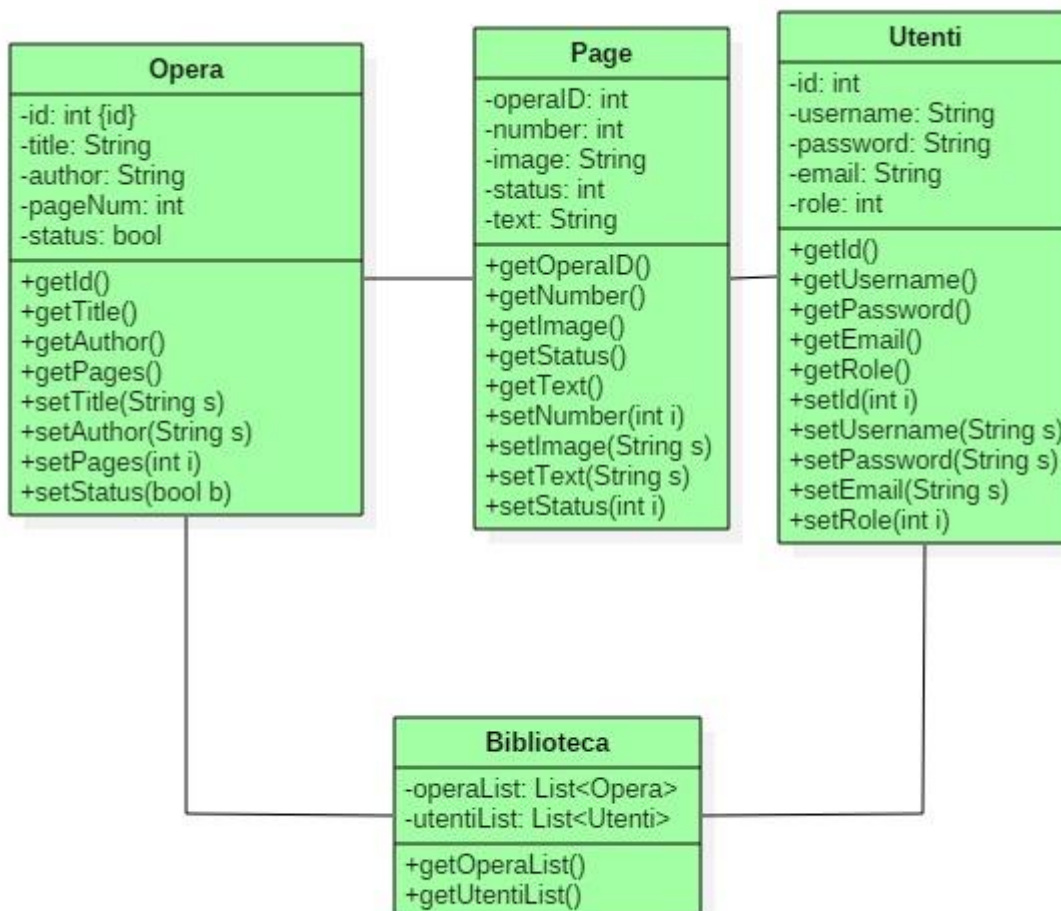 Opera
-id: int {id}
-title: String
-author: String
-pageNum: int
-status: bool
+getId()
+getTitle()
+getAuthor()
+getPages()
+setTitle(String s)
+setAuthor(String s)
+setPages(int i)
+setStatus(bool b)
Page
-operaID: int
-number: int
-image: String
-status: int
-text: String
+getOperaID()
+getNumber()
+getImage()
+getStatus()
+getText()
+setNumber(int i)
+setImage(String s)
+setText(String s)
+setStatus(int i)
Utenti
-id: int
-username: String
-password: String
-email: String
-role: int
+getId()
+getUsername()
+getPassword()
+getEmail()
+getRole()
+setId(int i)
+setUsername(String s)
+setPassword(String s)
+setEmail(String s)
+setRole(int i)
Biblioteca
-operaList: List<Opera>
-utentiList: List<Utenti>
+getOperaList()
+getUtentiList()